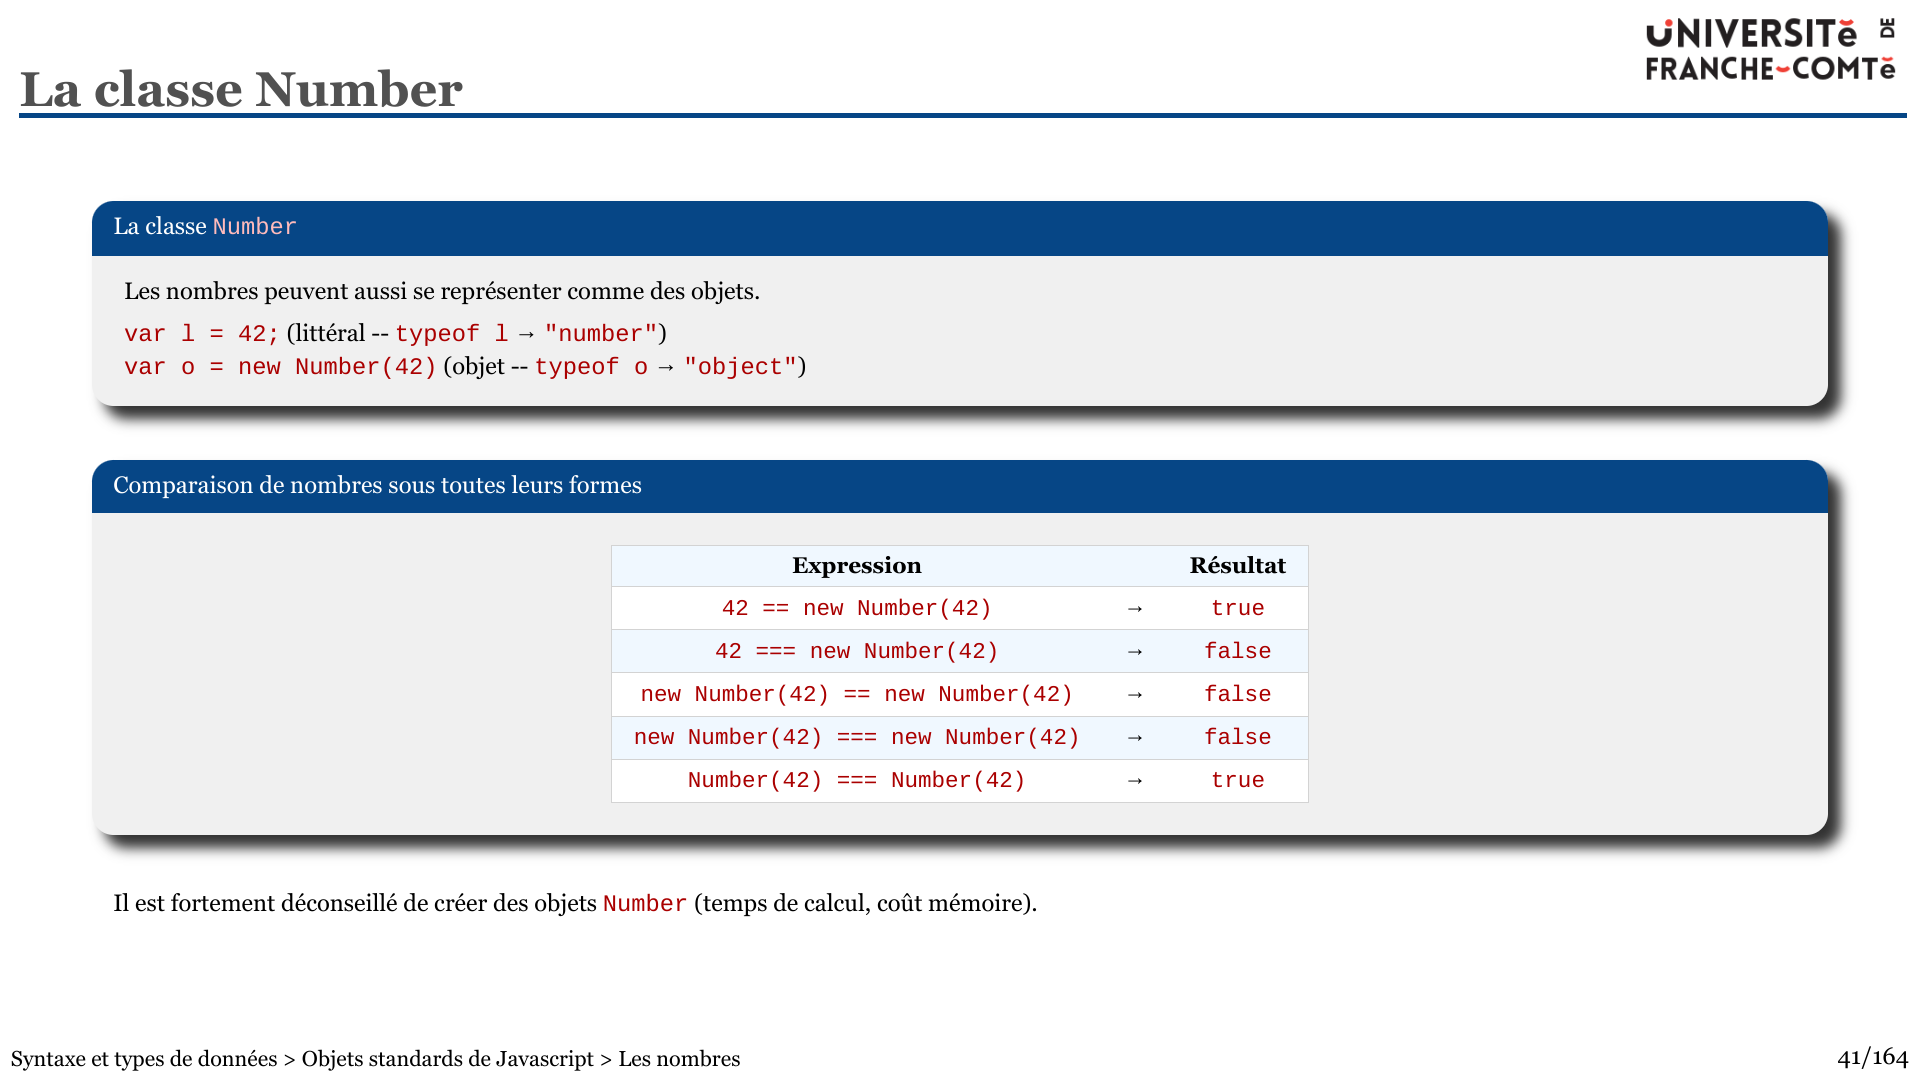 UNIVERSITĕ DE
FRANCHE-COMTĕ
La classe Number
La classe Number
Les nombres peuvent aussi se représenter comme des objets.
var l = 42; (littéral -- typeof l → "number")
var o = new Number(42) (objet -- typeof o → "object")
Comparaison de nombres sous toutes leurs formes
Expression Résultat
42 == new Number(42) → true
42 === new Number(42) → false
new Number(42) == new Number(42) → false
new Number(42) === new Number(42) → false
Number(42) === Number(42) → true
Il est fortement déconseillé de créer des objets Number (temps de calcul, coût mémoire).
Syntaxe et types de données > Objets standards de Javascript > Les nombres
41/164